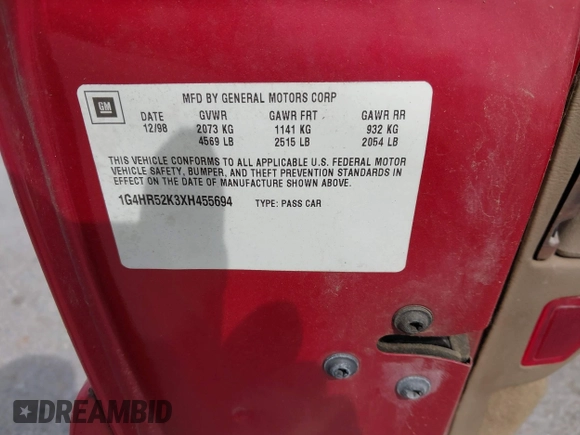 GM
MFD BY GENERAL MOTORS CORP
DATE GVWR GAWR FRT GAWR RR
12/98 2073 KG 1141 KG 932 KG
4569 LB 2515 LB 2054 LB
THIS VEHICLE CONFORMS TO ALL APPLICABLE U.S. FEDERAL MOTOR
VEHICLE SAFETY, BUMPER, AND THEFT PREVENTION STANDARDS IN
EFFECT ON THE DATE OF MANUFACTURE SHOWN ABOVE.
1G4HR52K3XH455694 TYPE: PASS CAR
DREAMBID